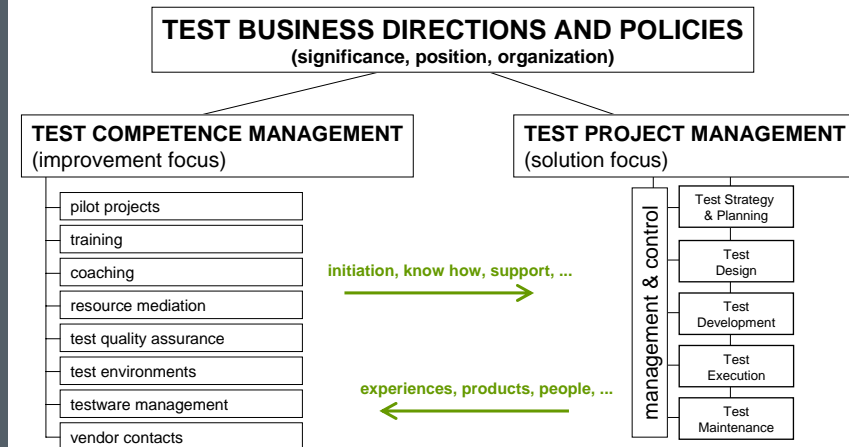 TEST BUSINESS DIRECTIONS AND POLICIES
(significance, position, organization)
TEST COMPETENCE MANAGEMENT
(improvement focus)
TEST PROJECT MANAGEMENT
(solution focus)
pilot projects
training
coaching
resource mediation
test quality assurance
test environments
testware management
vendor contacts
initiation, know how, support, ...
experiences, products, people, ...
management & control
Test Strategy
& Planning
Test
Design
Test
Development
Test
Execution
Test
Maintenance